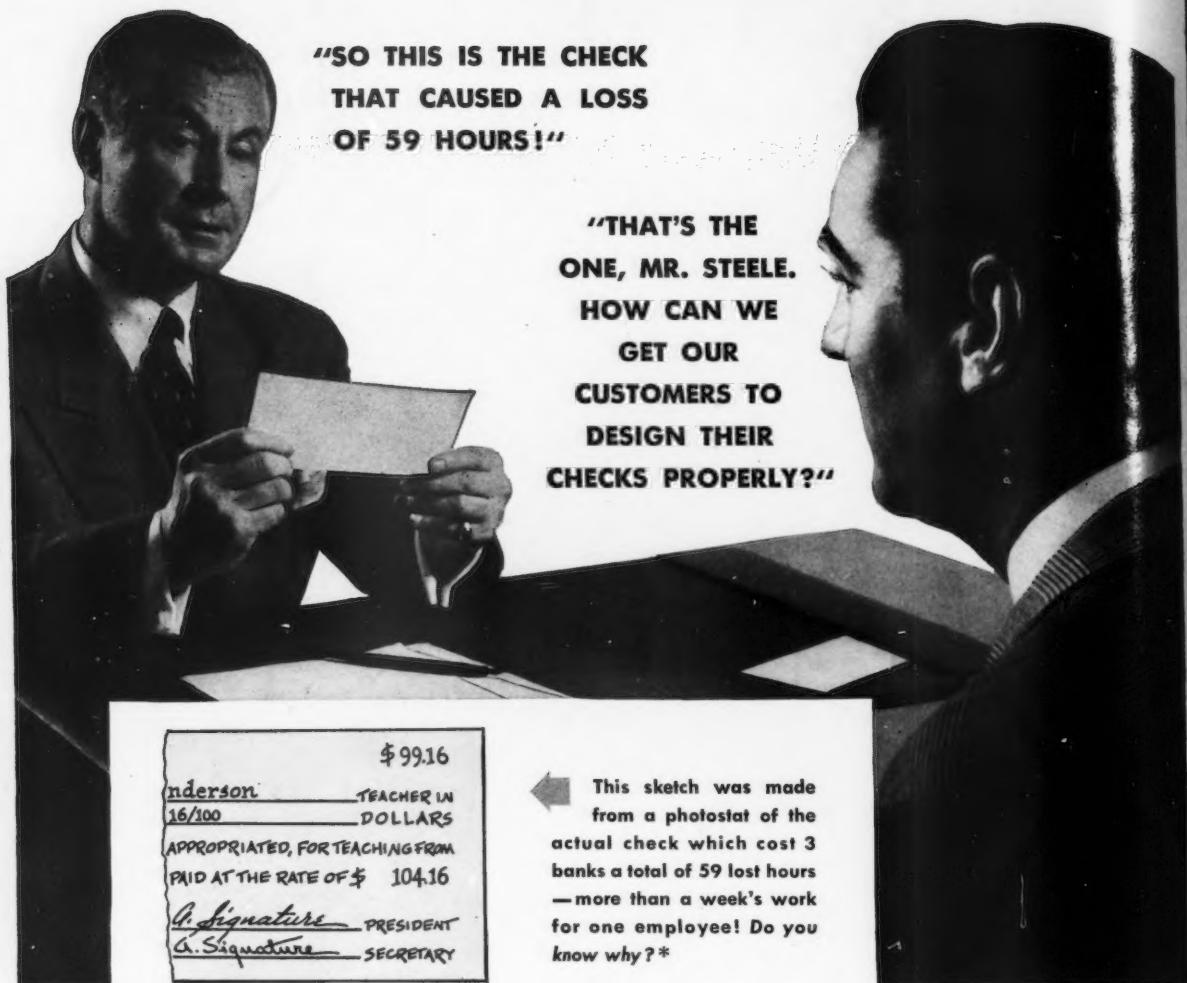 "SO THIS IS THE CHECK
THAT CAUSED A LOSS
OF 59 HOURS!"
"THAT'S THE
ONE, MR. STEELE.
HOW CAN WE
GET OUR
CUSTOMERS TO
DESIGN THEIR
CHECKS PROPERLY?"
$ 99.16
nderson TEACHER IN
16/100 DOLLARS
APPROPRIATED, FOR TEACHING FROM
PAID AT THE RATE OF $ 104.16
G. Signature PRESIDENT
G. Signature SECRETARY
This sketch was made
from a photostat of the
actual check which cost 3
banks a total of 59 lost hours
—more than a week's work
for one employee! Do you
know why?*